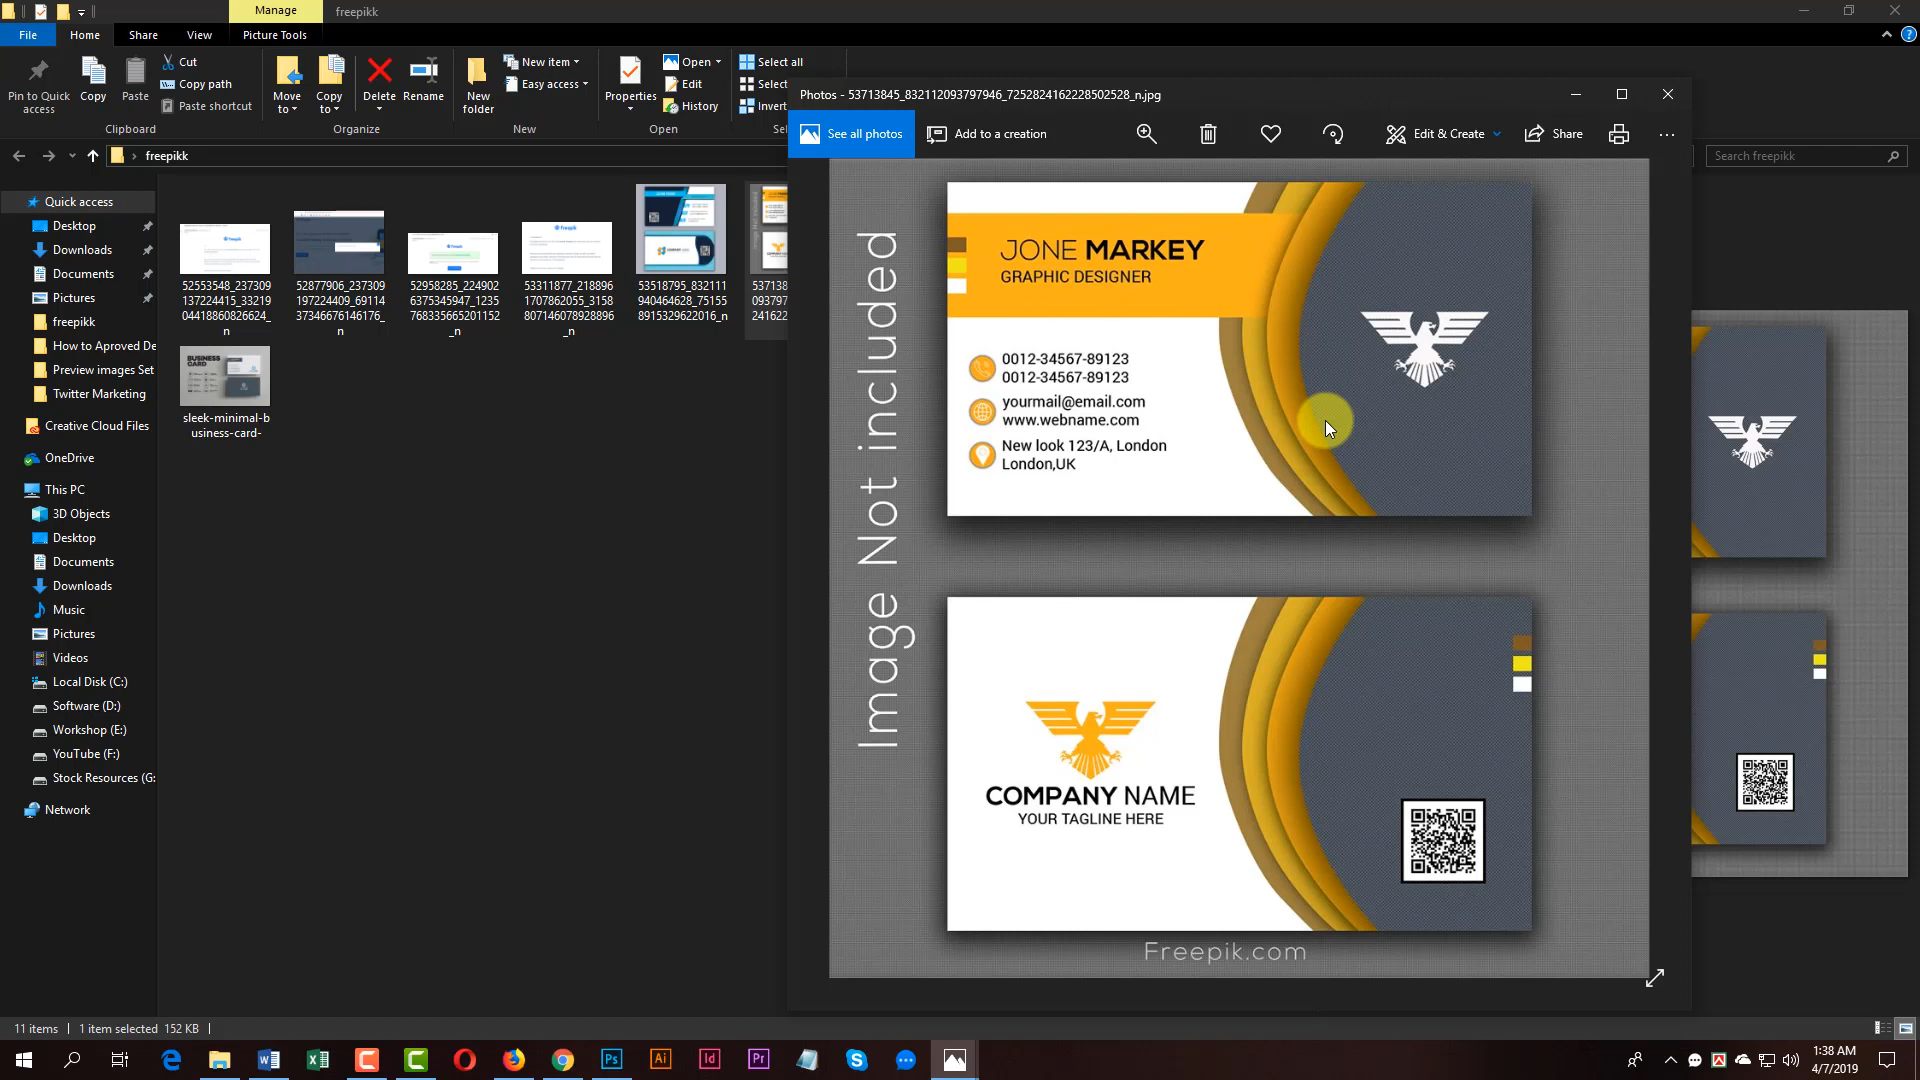 Manage
freepikk
File
Home
Share
View
Picture Tools
Pin to Quick access
Copy
Paste
Cut
Copy path
Paste shortcut
Clipboard
Move to
Copy to
Delete
Rename
Organize
New folder
New item
Easy access
New
Properties
Open
Edit
History
Open
Select all
Select
Invert
Sel
freepikk
Search freepikk
Quick access
Desktop
Downloads
Documents
Pictures
freepikk
How to Aproved De
Preview images Set
Twitter Marketing
Creative Cloud Files
OneDrive
This PC
3D Objects
Desktop
Documents
Downloads
Music
Pictures
Videos
Local Disk (C:)
Software (D:)
Workshop (E:)
YouTube (F:)
Stock Resources (G:
Network
52553548_237309
137224415_33219
04418860826624_
n
52877906_237309
197224409_69114
37346676146176_
n
52958285_224902
6375345947_1235
768335665201152
_n
53311877_218896
1707862055_3158
807146078928896
_n
53518795_832111
940464628_75155
8915329622016_n
53713
09379
24162
sleek-minimal-b
usiness-card-
Photos - 53713845_832112093797946_7252824162228502528_n.jpg
See all photos
Add to a creation
Edit & Create
Share
Image Not included
JONE MARKEY
GRAPHIC DESIGNER
0012-34567-89123
0012-34567-89123
yourmail@email.com
www.webname.com
New look 123/A, London
London,UK
COMPANY NAME
YOUR TAGLINE HERE
Freepik.com
11 items
1 item selected 152 KB
1:38 AM
4/7/2019